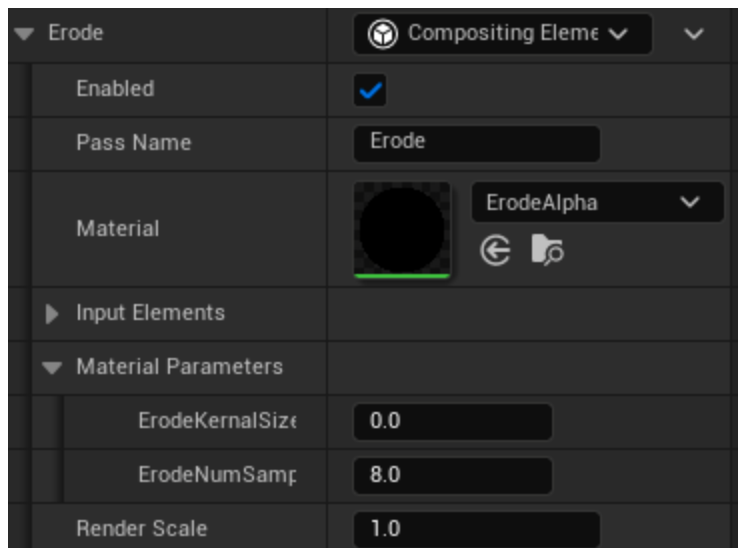 Erode
Compositing Eleme
Enabled
Pass Name
Erode
Material
ErodeAlpha
Input Elements
Material Parameters
ErodeKernalSize
0.0
ErodeNumSamp
8.0
Render Scale
1.0